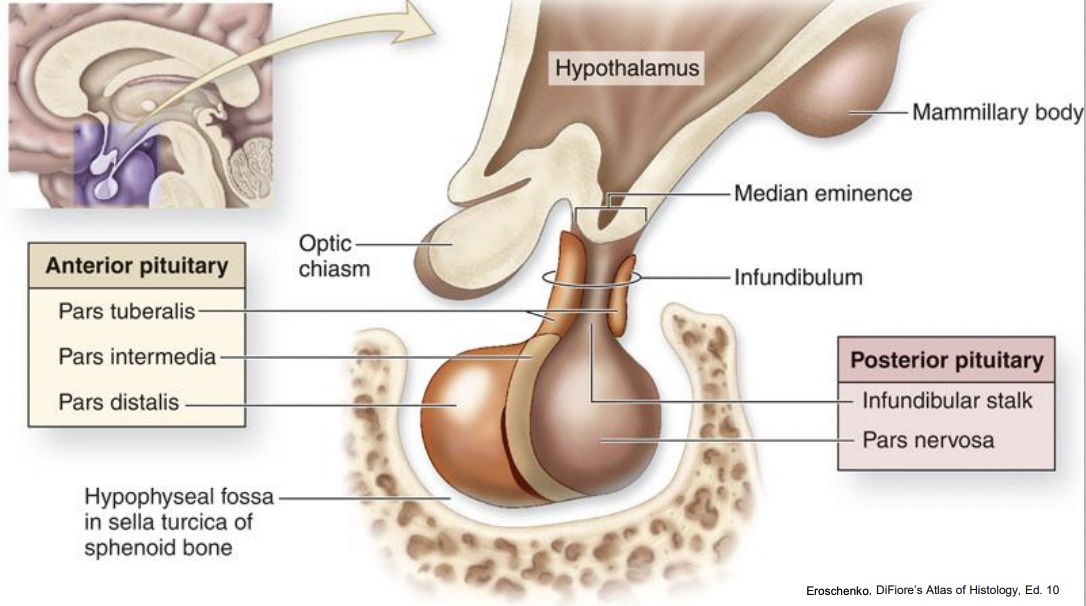 Hypothalamus
Mammillary body
Median eminence
Optic
chiasm
Infundibulum
Anterior pituitary
Pars tuberalis
Pars intermedia
Pars distalis
Posterior pituitary
Infundibular stalk
Pars nervosa
Hypophyseal fossa
in sella turcica of
sphenoid bone
Eroschenko, DiFiore's Atlas of Histology, Ed. 10